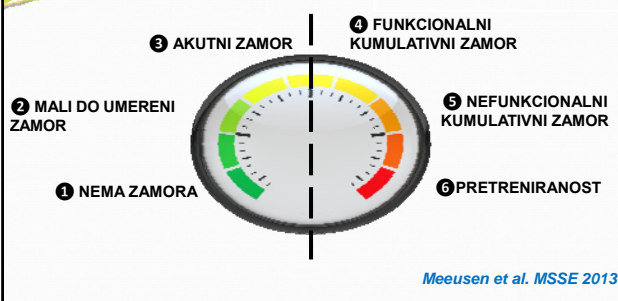 ❹ FUNKCIONALNI
KUMULATIVNI ZAMOR
❸ AKUTNI ZAMOR
❷ MALI DO UMERENI
ZAMOR
❺ NEFUNKCIONALNI
KUMULATIVNI ZAMOR
❶ NEMA ZAMORA
❻PRETRENIRANOST
Meeusen et al. MSSE 2013